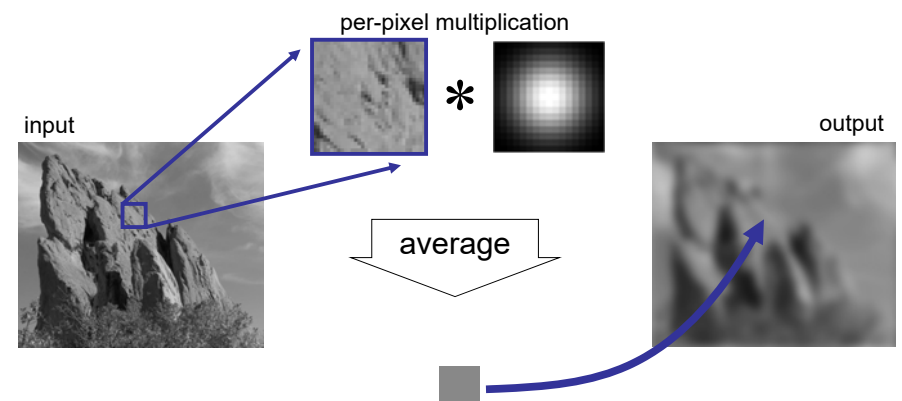 per-pixel multiplication
*
input
output
average